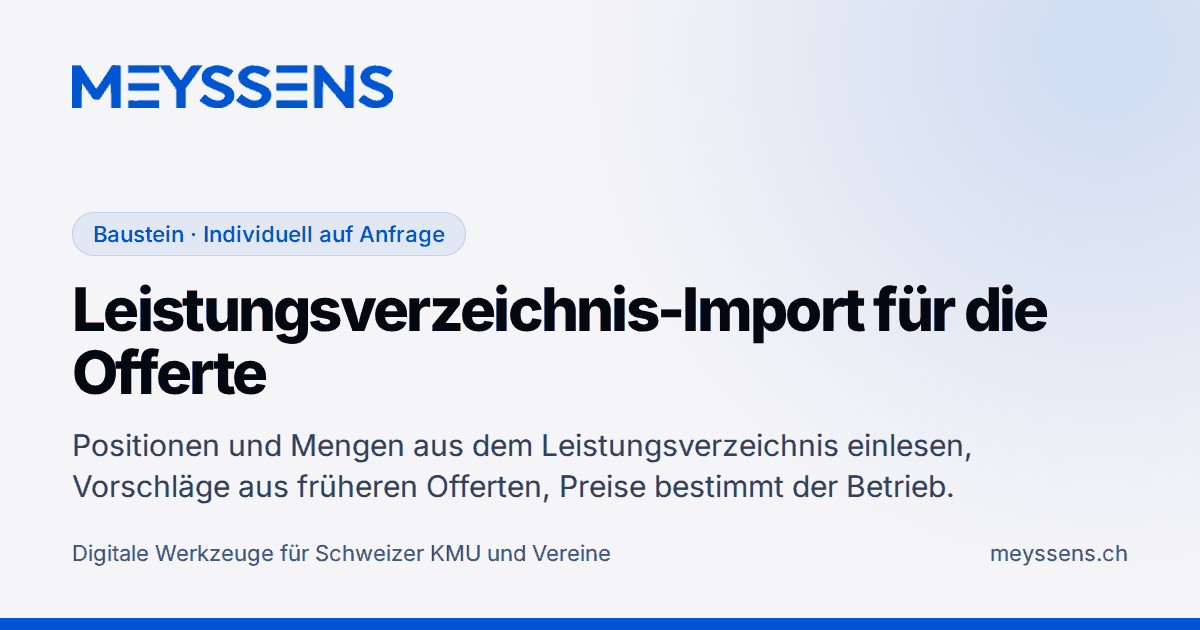 MEYSSENS
Baustein · Individuell auf Anfrage
Leistungsverzeichnis-Import für die
Offerte
Positionen und Mengen aus dem Leistungsverzeichnis einlesen,
Vorschläge aus früheren Offerten, Preise bestimmt der Betrieb.
Digitale Werkzeuge für Schweizer KMU und Vereine
meyssens.ch